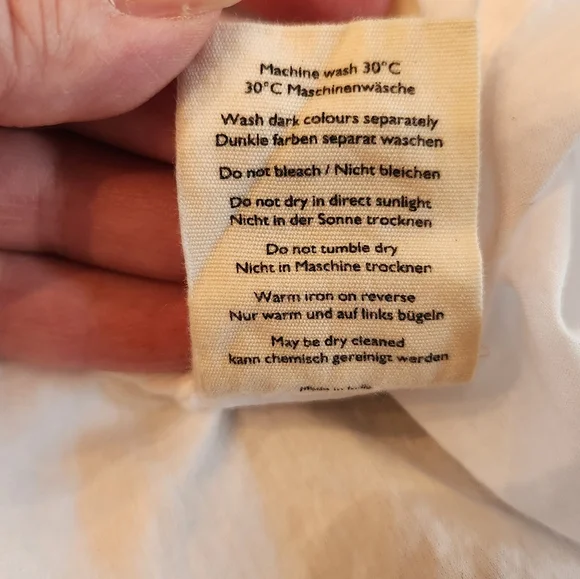 Machine wash 30°C
30°C Maschinenwäsche
Wash dark colours separately
Dunkle farben separat waschen
Do not bleach / Nicht bleichen
Do not dry in direct sunlight
Nicht in der Sonne trocknen
Do not tumble dry
Nicht in Maschine trocknen
Warm iron on reverse
Nur warm und auf links bügeln
May be dry cleaned
kann chemisch gereinigt werden